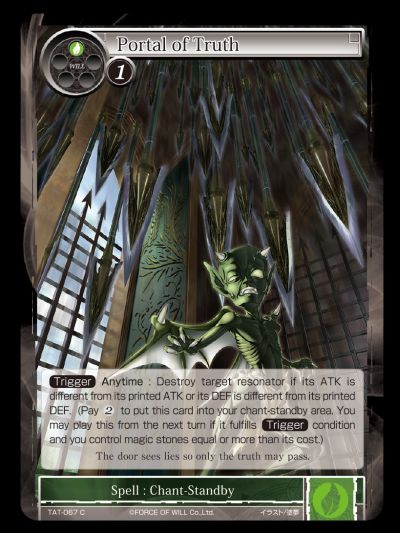 Portal of Truth
WILL
1
Trigger Anytime : Destroy target resonator if its ATK is
different from its printed ATK or its DEF is different from its printed
DEF. (Pay 2 to put this card into your chant-standby area. You
may play this from the next turn if it fulfills Trigger condition
and you control magic stones equal or more than its cost.)
The door sees lies so only the truth may pass.
Spell : Chant-Standby
TAT-067 C ©FORCE OF WILL Co.,Ltd. イラスト/塗夢